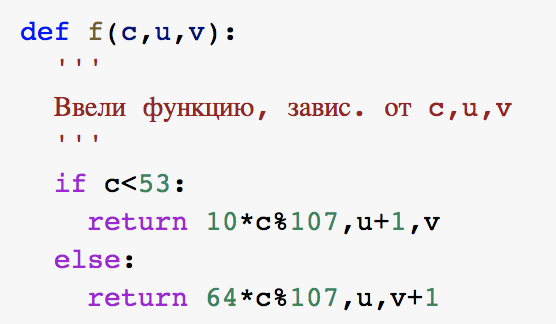 def f(c,u,v):
'''
Ввели функцию, завис. от c,u,v
'''
if c<53:
return 10*c%107,u+1,v
else:
return 64*c%107,u,v+1